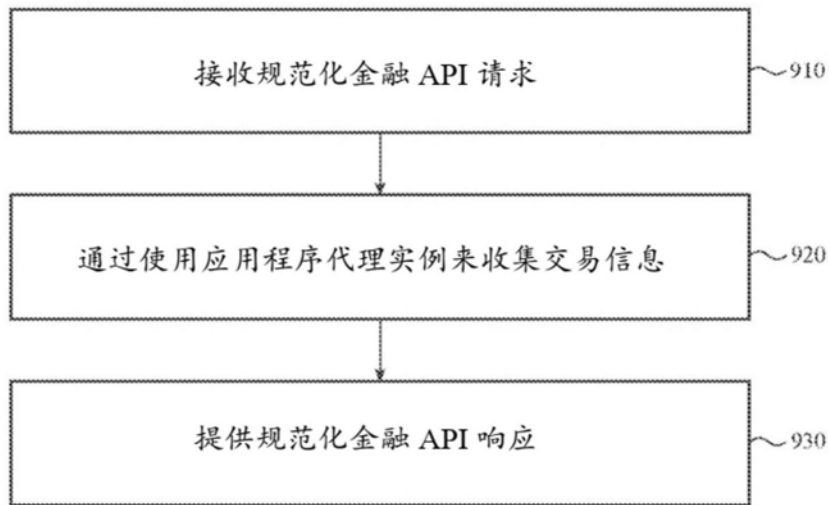 接收规范化金融 API 请求
910
通过使用应用程序代理实例来收集交易信息
920
提供规范化金融 API 响应
930